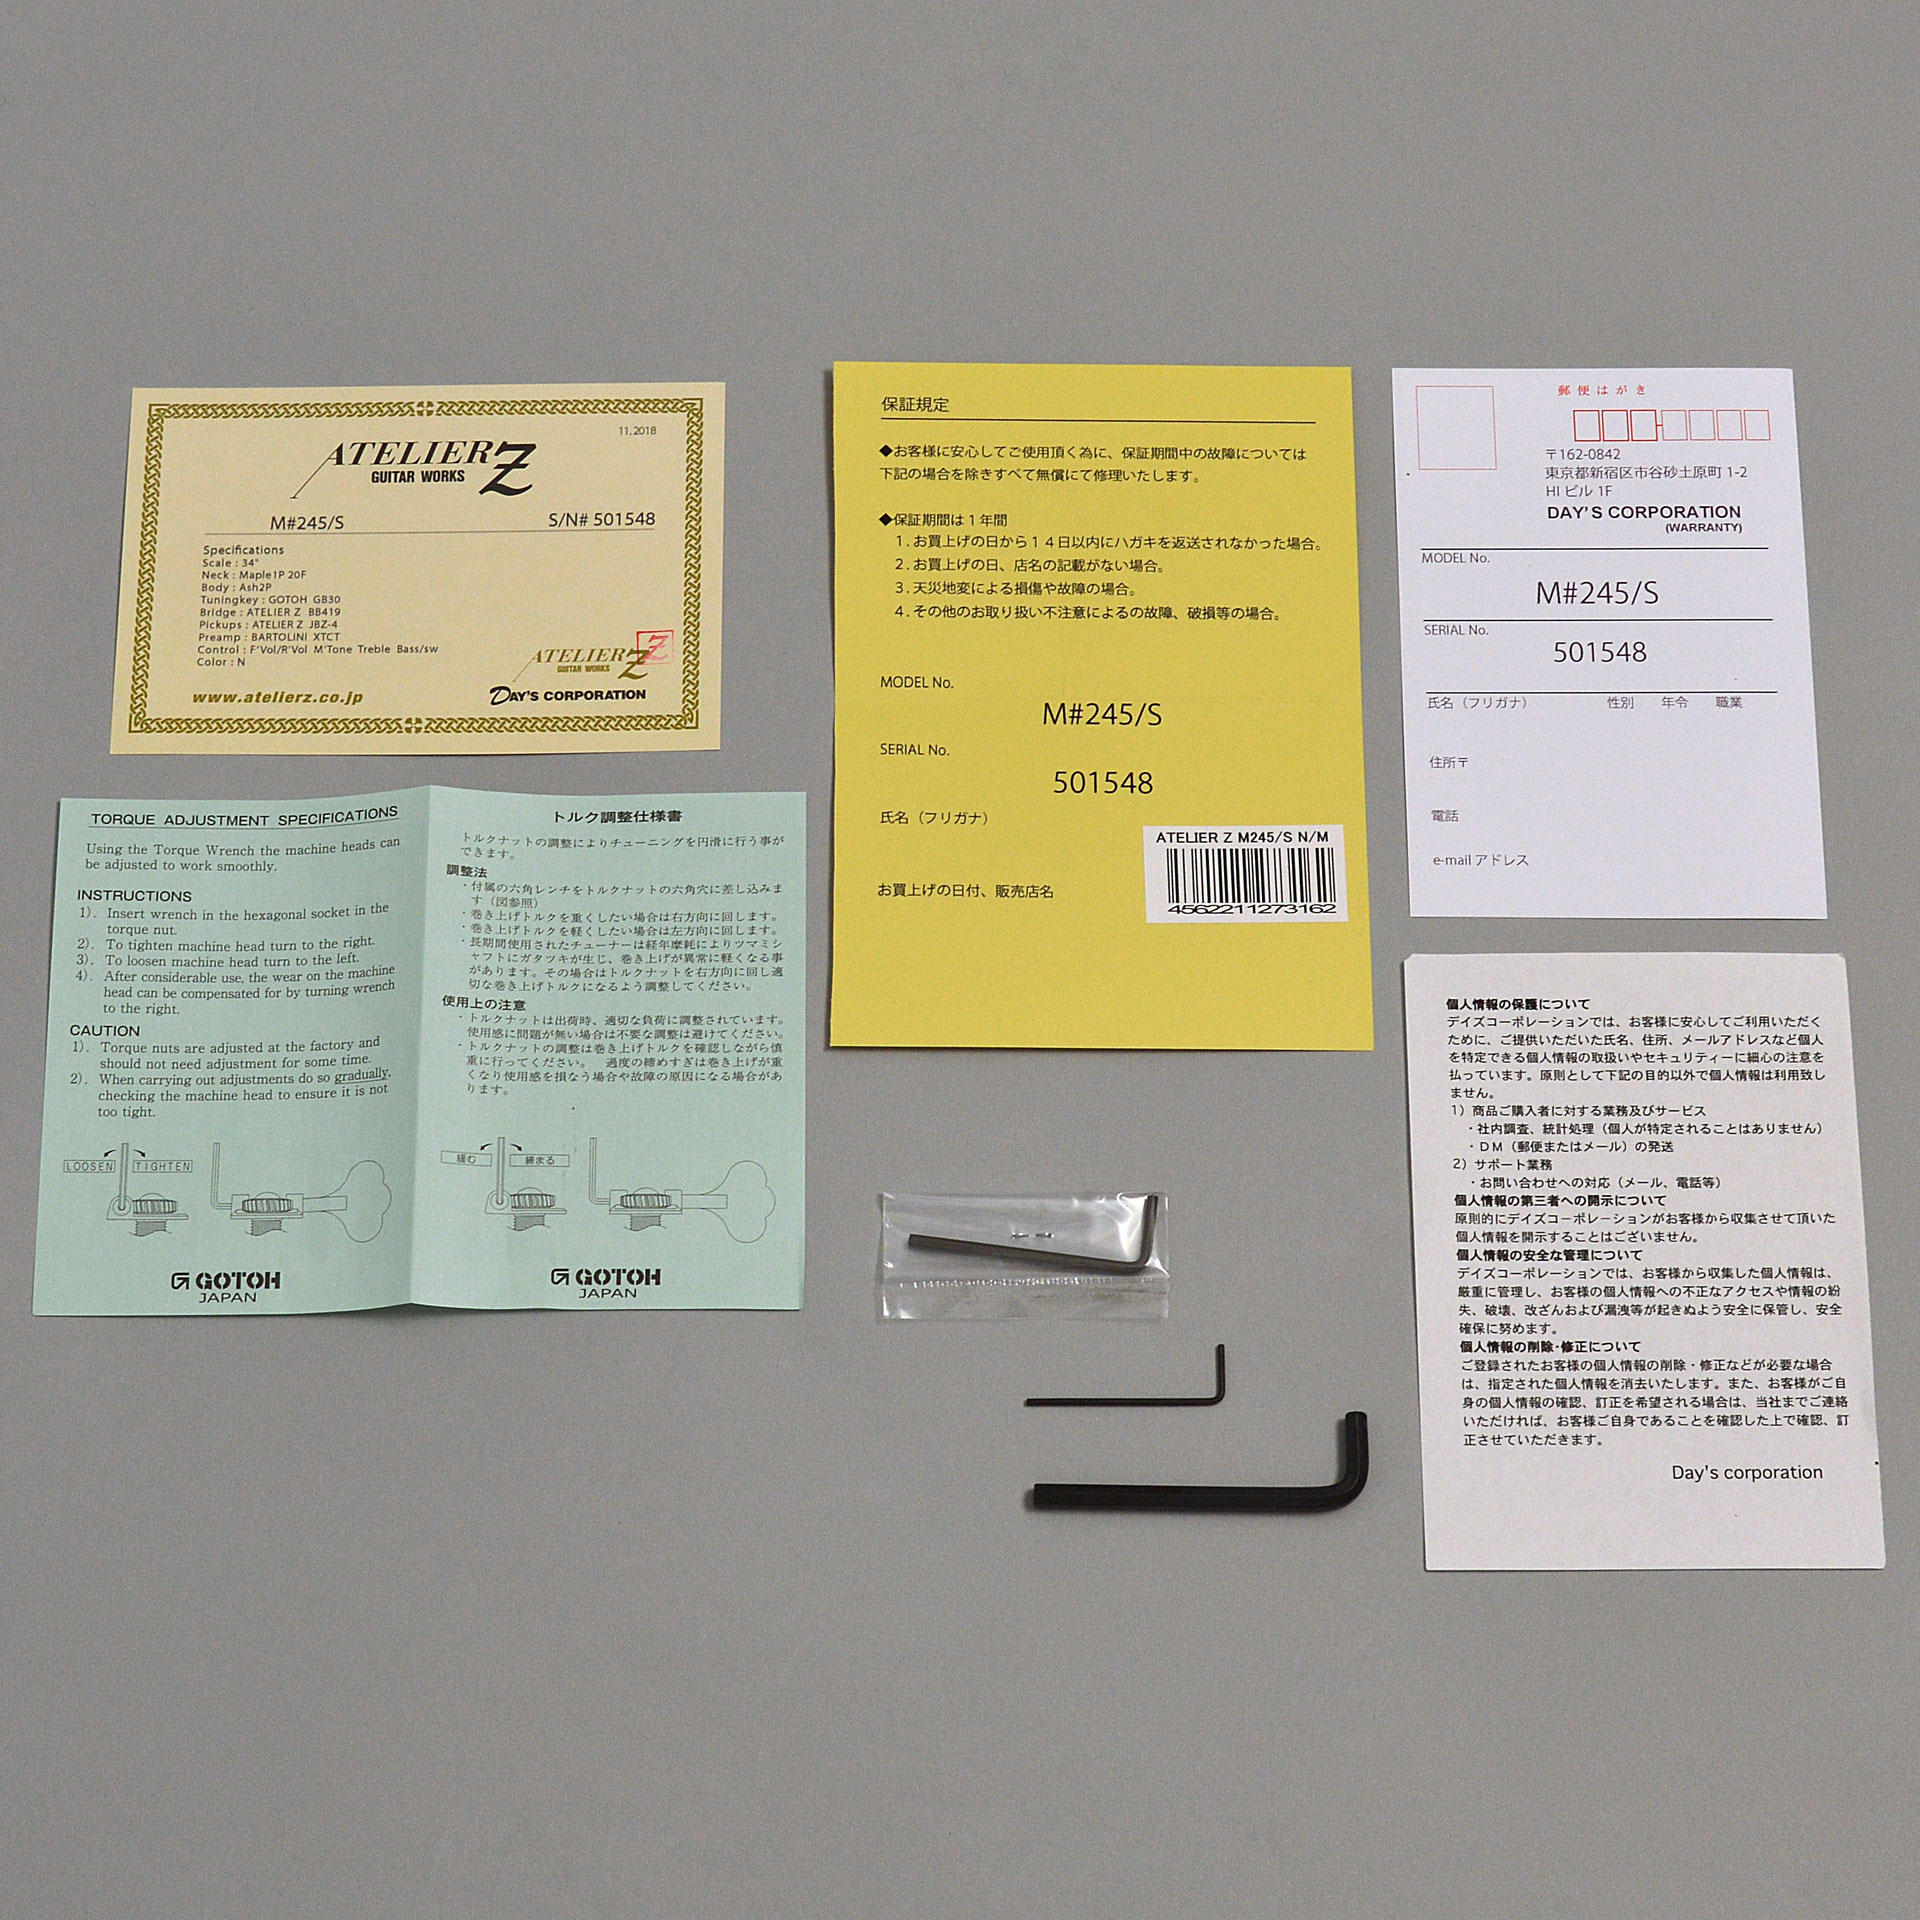 11,2018
ATELIER Z
GUITAR WORKS
M#245/S
S/N# 501548
Specifications
Scale : 34"
Neck : Maple1P 20F
Body : Ash2P
Tuningkey : GOTOH GB30
Bridge : ATELIER Z BB419
Pickups : ATELIER Z JBZ-4
Preamp : BARTOLINI XTCT
Control : F'Vol/R'Vol M'Tone Treble Bass/sw
Color : N
ATELIER Z
GUITAR WORKS
Z
www.atelierz.co.jp
DAY'S CORPORATION
TORQUE ADJUSTMENT SPECIFICATIONS
Using the Torque Wrench the machine heads can
be adjusted to work smoothly.
INSTRUCTIONS
1). Insert wrench in the hexagonal socket in the
torque nut.
2). To tighten machine head turn to the right.
3). To loosen machine head turn to the left.
4). After considerable use, the wear on the machine
head can be compensated for by turning wrench
to the right.
CAUTION
1). Torque nuts are adjusted at the factory and
should not need adjustment for some time.
2). When carrying out adjustments do so gradually,
checking the machine head to ensure it is not
too tight.
LOOSEN TIGHTEN
GOTOH
JAPAN
トルク調整仕様書
トルクナットの調整によりチューニングを円滑に行う事が
できます。
調整法
・付属の六角レンチをトルクナットの六角穴に差し込みま
す（図参照）
・巻き上げトルクを重くしたい場合は右方向に回します。
・巻き上げトルクを軽くしたい場合は左方向に回します。
・長期間使用されたチューナーは経年摩耗によりツマミシ
ャフトにガタツキが生じ、巻き上げが異常に軽くなる事
があります。その場合はトルクナットを右方向に回し適
切な巻き上げトルクになるよう調整してください。
使用上の注意
・トルクナットは出荷時、適切な負荷に調整されています。
使用感に問題が無い場合は不要な調整は避けてください。
・トルクナットの調整は巻き上げトルクを確認しながら慎
重に行ってください。 過度の締めすぎは巻き上げが重
くなり使用感を損なう場合や故障の原因になる場合があ
ります。
緩む 締まる
GOTOH
JAPAN
保証規定
◆お客様に安心してご使用頂く為に、保証期間中の故障については
下記の場合を除きすべて無償にて修理いたします。
◆保証期間は１年間
１. お買上げの日から１４日以内にハガキを返送されなかった場合。
２. お買上げの日、店名の記載がない場合。
３. 天災地変による損傷や故障の場合。
４. その他のお取り扱い不注意によるの故障、破損等の場合。
MODEL No.
M#245/S
SERIAL No.
501548
氏名（フリガナ）
お買上げの日付、販売店名
ATELIER Z M245/S N/M
4562211273162
郵便はがき
〒162-0842
東京都新宿区市谷砂土原町 1-2
HI ビル 1F
DAY'S CORPORATION
(WARRANTY)
MODEL No.
M#245/S
SERIAL No.
501548
氏名（フリガナ） 性別 年令 職業
住所〒
電話
e-mail アドレス
個人情報の保護について
デイズコーポレーションでは、お客様に安心してご利用いただく
ために、ご提供いただいた氏名、住所、メールアドレスなど個人
を特定できる個人情報の取扱いやセキュリティーに細心の注意を
払っています。原則として下記の目的以外で個人情報は利用致し
ません。
1）商品ご購入者に対する業務及びサービス
・社内調査、統計処理（個人が特定されることはありません）
・ＤＭ（郵便またはメール）の発送
2）サポート業務
・お問い合わせへの対応（メール、電話等）
個人情報の第三者への開示について
原則的にデイズコーポレーションがお客様から収集させて頂いた
個人情報を開示することはございません。
個人情報の安全な管理について
デイズコーポレーションでは、お客様から収集した個人情報は、
厳重に管理し、お客様の個人情報への不正なアクセスや情報の紛
失、破壊、改ざんおよび漏洩等が起きぬよう安全に保管し、安全
確保に努めます。
個人情報の削除・修正について
ご登録されたお客様の個人情報の削除・修正などが必要な場合
は、指定された個人情報を消去いたします。また、お客様がご自
身の個人情報の確認、訂正を希望される場合は、当社までご連絡
いただければ、お客様ご自身であることを確認した上で確認、訂
正させていただきます。
Day's corporation